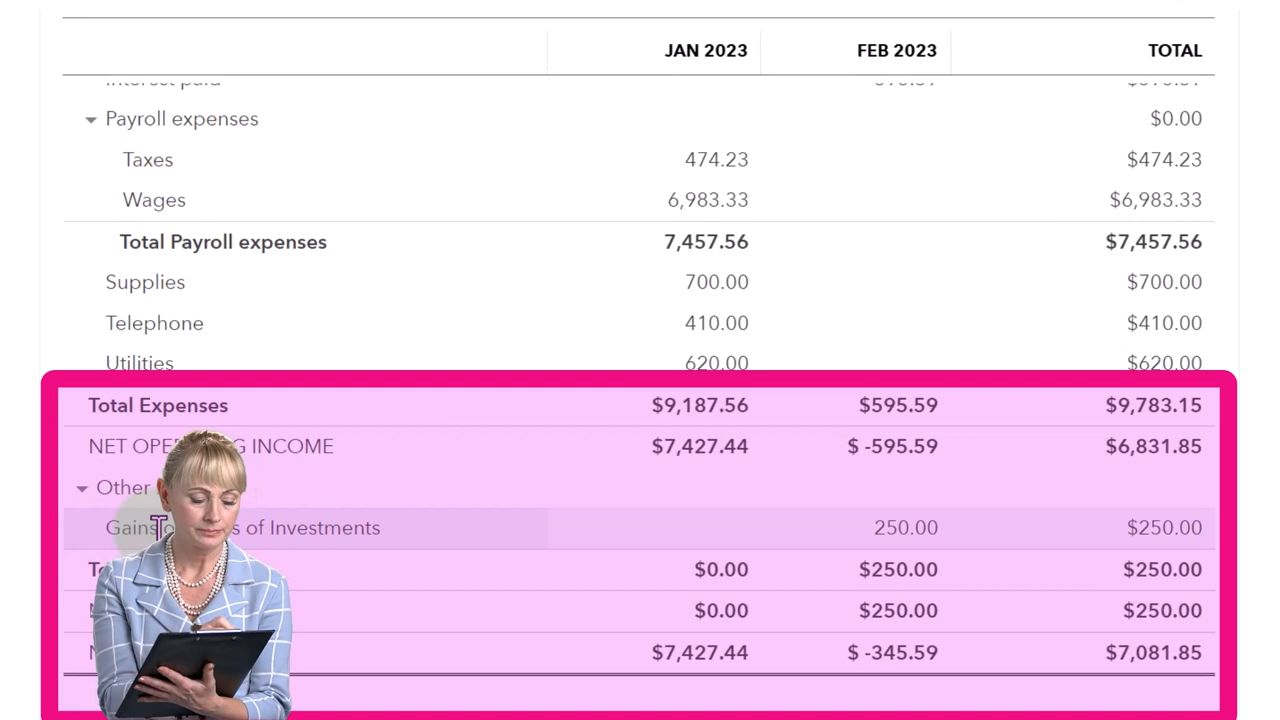 JAN 2023 FEB 2023 TOTAL
Payroll expenses $0.00
Taxes 474.23 $474.23
Wages 6,983.33 $6,983.33
Total Payroll expenses 7,457.56 $7,457.56
Supplies 700.00 $700.00
Telephone 410.00 $410.00
Utilities 620.00 $620.00
Total Expenses $9,187.56 $595.59 $9,783.15
NET INCOME $7,427.44 $ -595.59 $6,831.85
Other
Gains of Investments 250.00 $250.00
$0.00 $250.00 $250.00
$0.00 $250.00 $250.00
$7,427.44 $ -345.59 $7,081.85